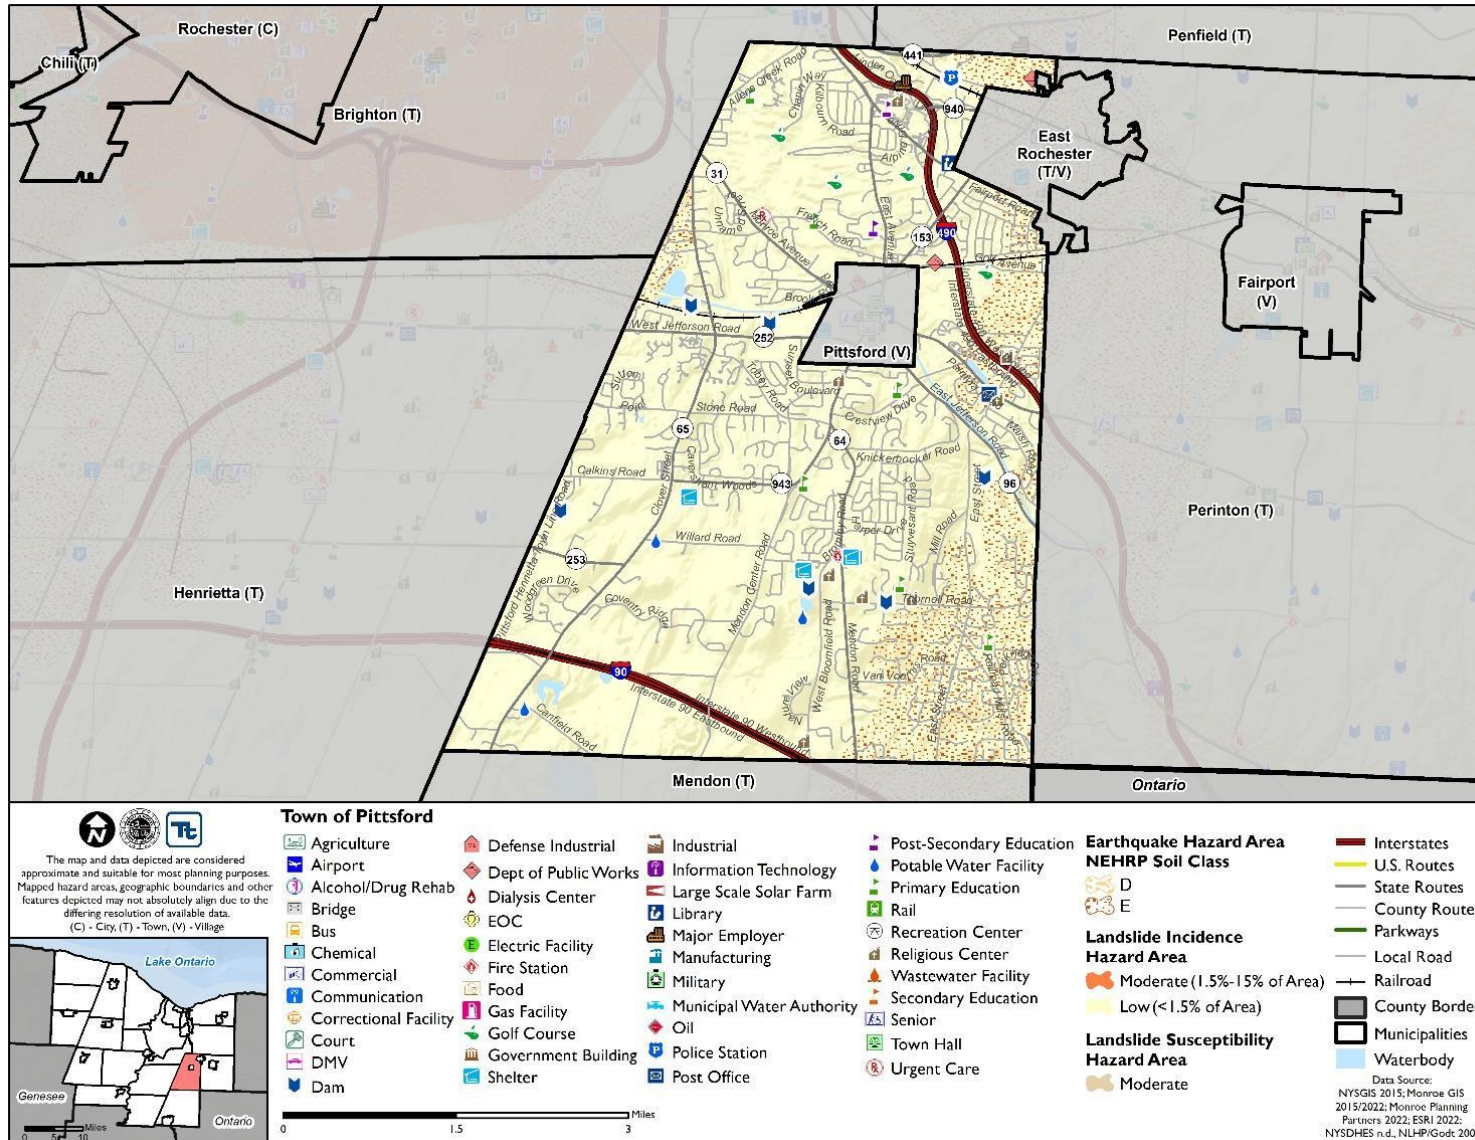 Rochester (C)
Chili (T)
Brighton (T)
Penfield (T)
East
Rochester
(T/V)
Fairport
(V)
Pittsford (V)
Henrietta (T)
Perinton (T)
Mendon (T)
Ontario
441
940
31
153
490
252
65
64
943
96
253
90
Allens Creek Road
Kilbourn Road
French Road
East Avenue
Fairport Road
Monroe Avenue
West Jefferson Road
Tobey Road
Sunset Boulevard
Stone Road
Crestview Drive
East Jefferson Road
Knickerbocker Road
Calkins Road
Clover Street
Willard Road
Harper Drive
Stuyvesant Road
Mill Road
East Street
Woodgreen Drive
Coventry Ridge
Mendon Center Road
Thornell Road
West Bloomfield Road
Mendon Road
East Street
Pittsford Henrietta Town Line Road
Interstate 90 Eastbound
Interstate 90 Westbound
Canfield Road
N
Tt
The map and data depicted are considered
approximate and suitable for most planning purposes.
Mapped hazard areas, geographic boundaries and other
features depicted may not absolutely align due to the
differing resolution of available data.
(C) - City, (T) - Town, (V) - Village
Lake Ontario
Genesee
Ontario
Miles
0 5 10
Town of Pittsford
Agriculture
Airport
Alcohol/Drug Rehab
Bridge
Bus
Chemical
Commercial
Communication
Correctional Facility
Court
DMV
Dam
Defense Industrial
Dept of Public Works
Dialysis Center
EOC
Electric Facility
Fire Station
Food
Gas Facility
Golf Course
Government Building
Shelter
Industrial
Information Technology
Large Scale Solar Farm
Library
Major Employer
Manufacturing
Military
Municipal Water Authority
Oil
Police Station
Post Office
Post-Secondary Education
Potable Water Facility
Primary Education
Rail
Recreation Center
Religious Center
Wastewater Facility
Secondary Education
Senior
Town Hall
Urgent Care
Miles
0 1.5 3
Earthquake Hazard Area
NEHRP Soil Class
D
E
Landslide Incidence
Hazard Area
Moderate (1.5%-15% of Area)
Low (<1.5% of Area)
Landslide Susceptibility
Hazard Area
Moderate
Interstates
U.S. Routes
State Routes
County Route
Parkways
Local Road
Railroad
County Borde
Municipalities
Waterbody
Data Source:
NYSGIS 2015; Monroe GIS
2015/2022; Monroe Planning
Partners 2022; ESRI 2022;
NYSDHES n.d., NLHP/Godt 200